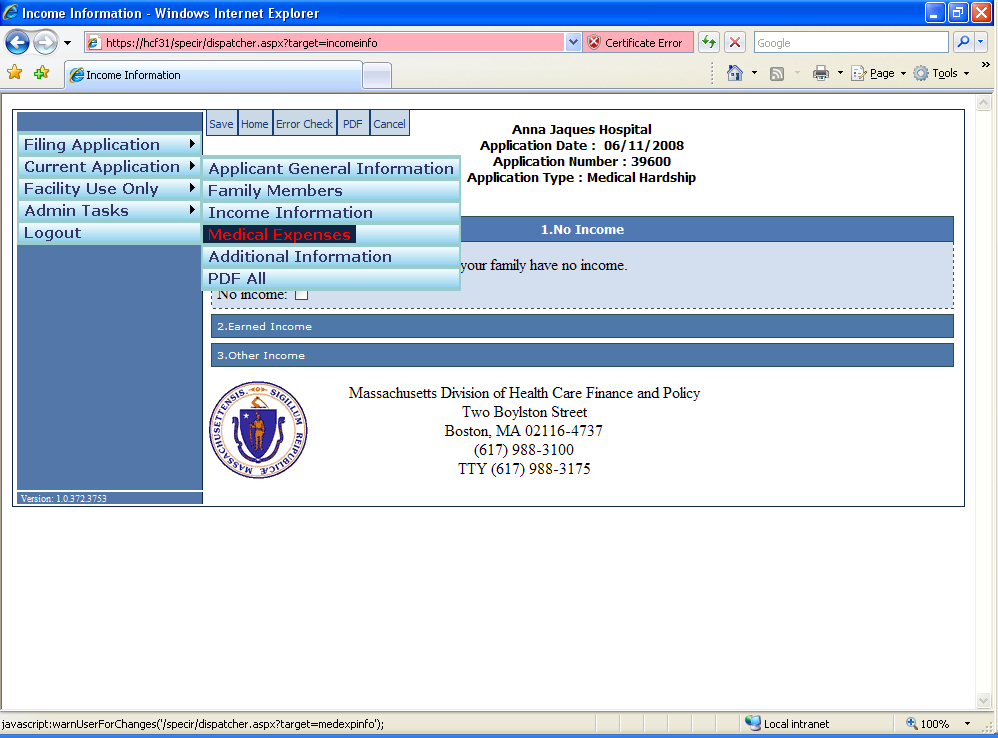 Income Information - Windows Internet Explorer
https://hcf31/specir/dispatcher.aspx?target=incomeinfo
Certificate Error
Google
Income Information
Page
Tools
»
Save Home Error Check PDF Cancel
Anna Jaques Hospital
Application Date : 06/11/2008
Application Number : 39600
Application Type : Medical Hardship
Filing Application
Current Application
Facility Use Only
Admin Tasks
Logout
Applicant General Information
Family Members
Income Information
Medical Expenses
Additional Information
PDF All
1.No Income
your family have no income.
No income:
2.Earned Income
3.Other Income
Massachusetts Division of Health Care Finance and Policy
Two Boylston Street
Boston, MA 02116-4737
(617) 988-3100
TTY (617) 988-3175
Version: 1.0.372.3753
javascript:warnUserForChanges('/specir/dispatcher.aspx?target=medexpinfo');
Local intranet
100%